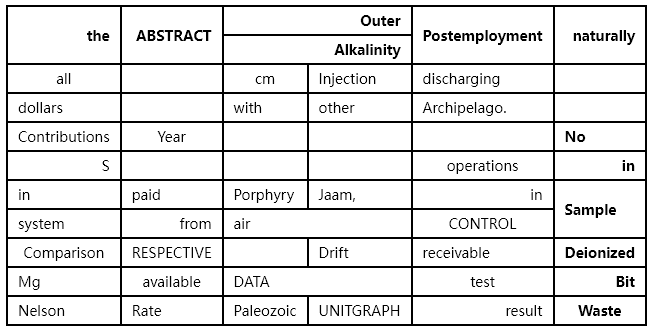 the ABSTRACT Outer Postemployment naturally
Alkalinity
all cm Injection discharging
dollars with other Archipelago.
Contributions Year No
S operations in
in paid Porphyry Jaam, in Sample
system from air CONTROL
Comparison RESPECTIVE Drift receivable Deionized
Mg available DATA test Bit
Nelson Rate Paleozoic UNITGRAPH result Waste